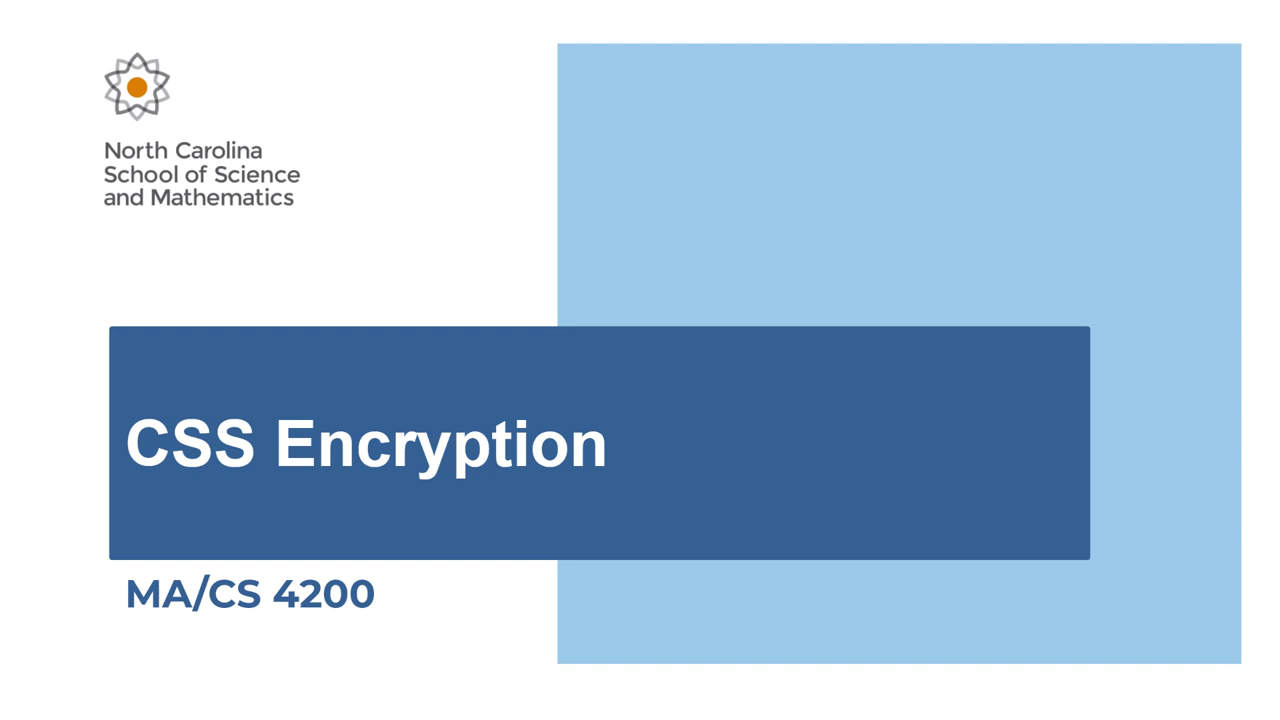 North Carolina
School of Science
and Mathematics
CSS Encryption
MA/CS 4200